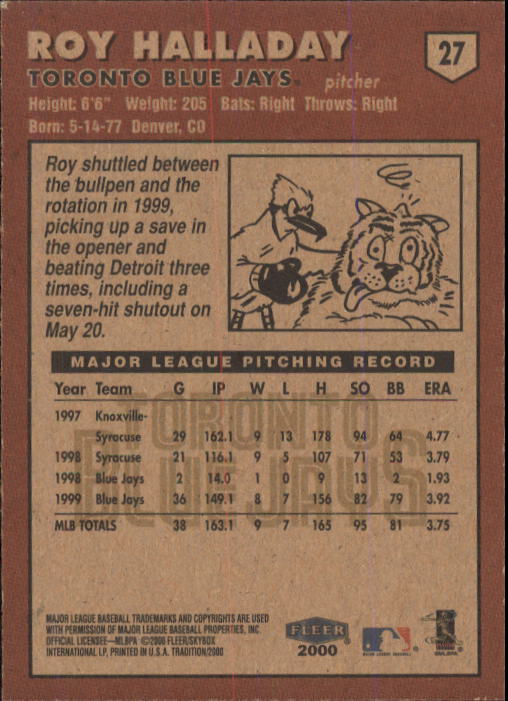 ROY HALLADAY
27
TORONTO BLUE JAYS. pitcher
Height: 6'6" Weight: 205 Bats: Right Throws: Right
Born: 5-14-77 Denver, CO
Roy shuttled between
the bullpen and the
rotation in 1999,
picking up a save in
the opener and
beating Detroit three
times, including a
seven-hit shutout on
May 20.
MAJOR LEAGUE PITCHING RECORD
Year Team G IP W L H SO BB ERA
1997 Knoxville-
Syracuse 29 162.1 9 13 178 94 64 4.77
1998 Syracuse 21 116.1 9 5 107 71 53 3.79
1998 Blue Jays 2 14.0 1 0 9 13 2 1.93
1999 Blue Jays 36 149.1 8 7 156 82 79 3.92
MLB TOTALS 38 163.1 9 7 165 95 81 3.75
TORONTO
BLUE JAYS
MAJOR LEAGUE BASEBALL TRADEMARKS AND COPYRIGHTS ARE USED
WITH PERMISSION OF MAJOR LEAGUE BASEBALL PROPERTIES, INC.
OFFICIAL LICENSEE—MLBPA ©2000 FLEER/SKYBOX
INTERNATIONAL LP, PRINTED IN U.S.A. TRADITION/2000
FLEER
2000
MAJOR LEAGUE BASEBALL
©MLBPA